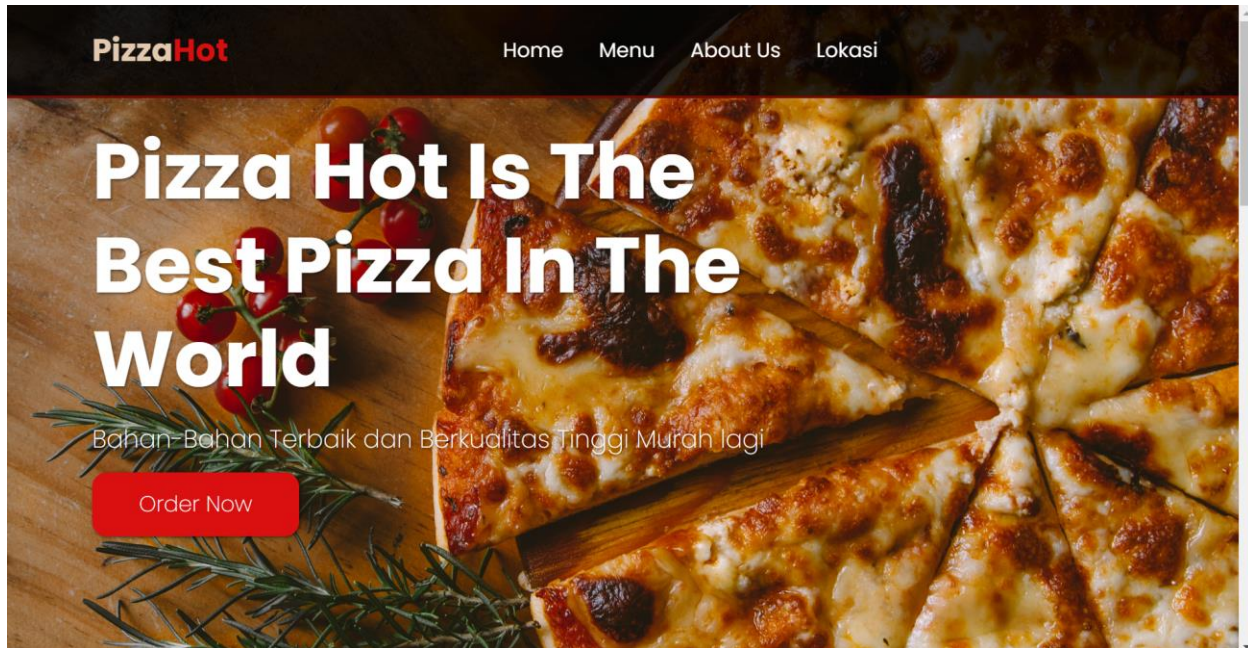 PizzaHot
Home Menu About Us Lokasi
Pizza Hot Is The
Best Pizza In The
World
Bahan-Bahan Terbaik dan Berkualitas Tinggi Murah lagi
Order Now